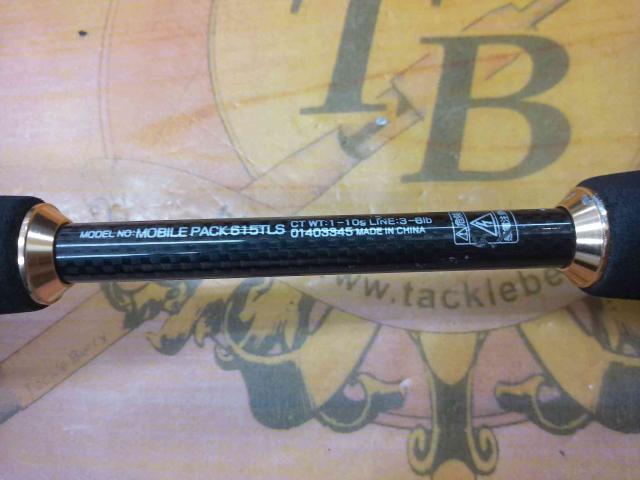 TB
MODEL NO: MOBILE PACK 615TLS
CT WT:1-10g LINE:3-6lb
01403345 MADE IN CHINA
www.tacklebe